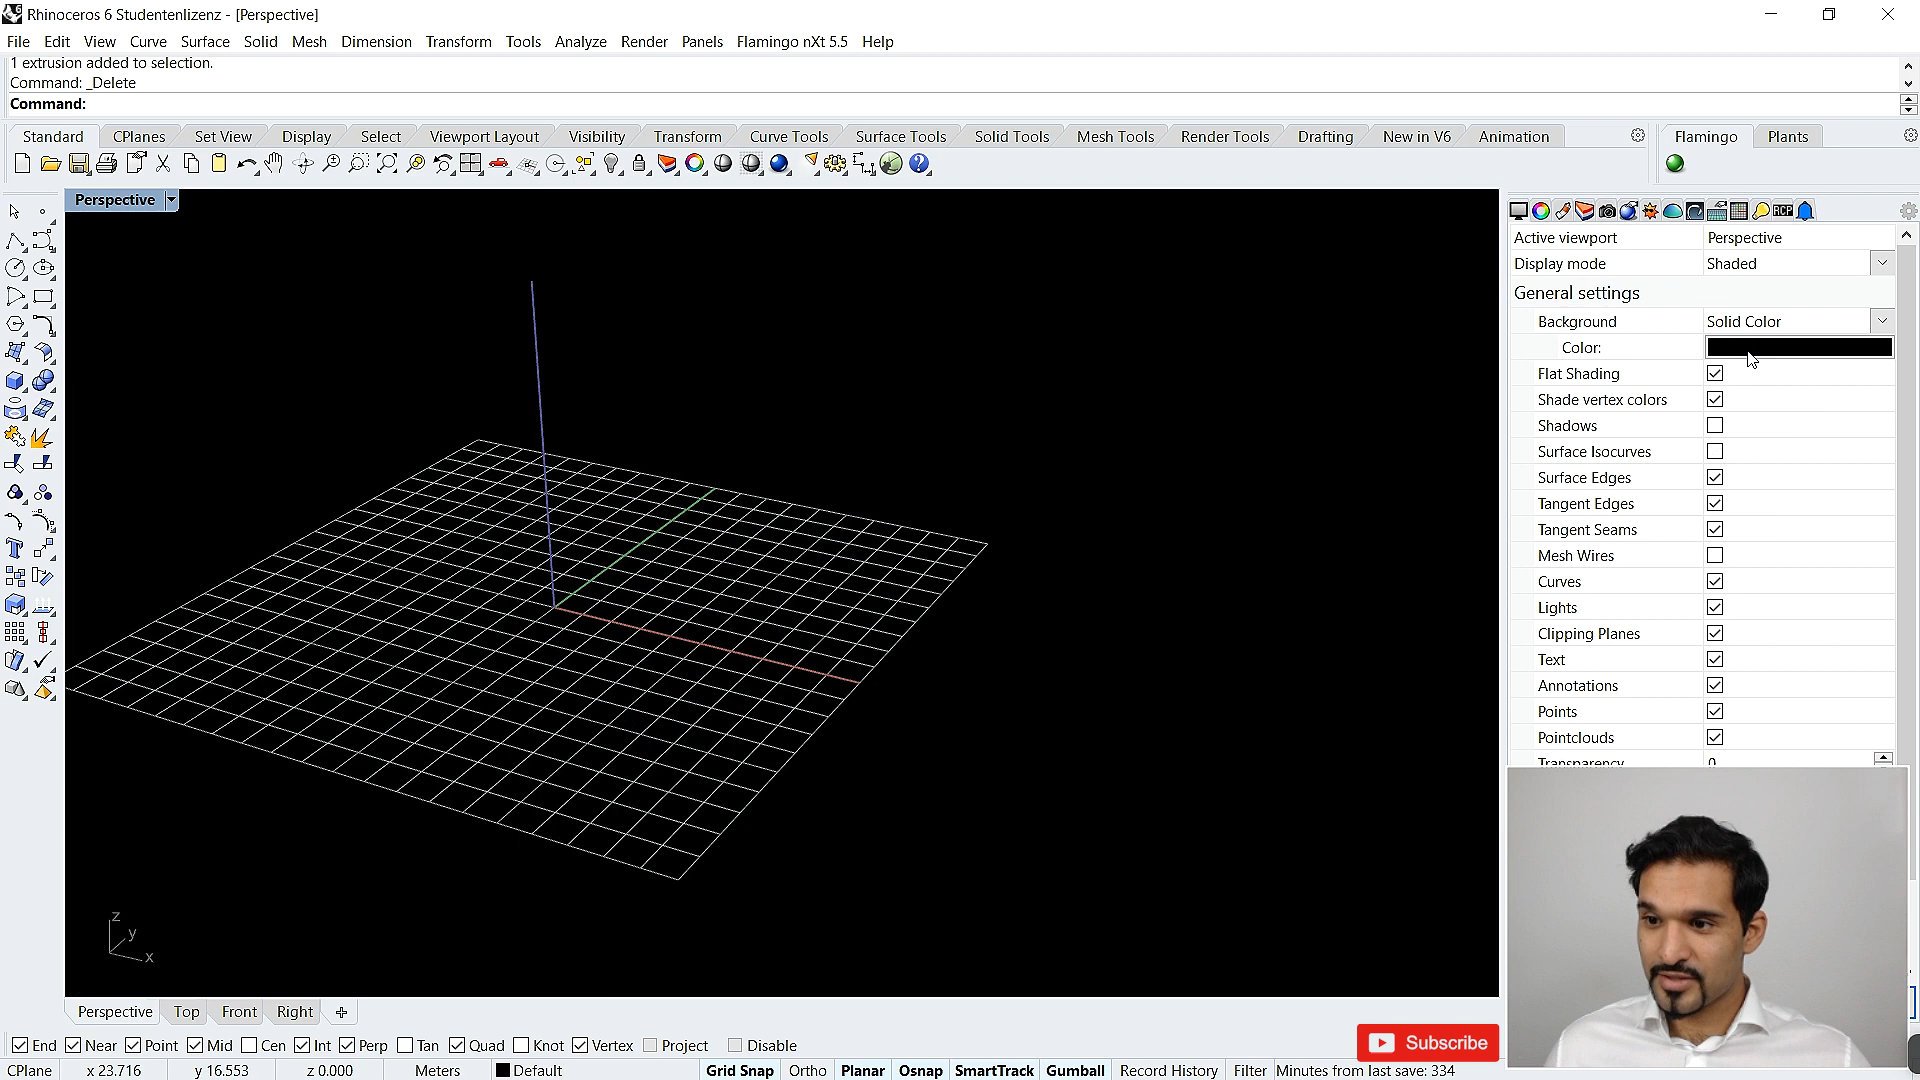 Rhinoceros 6 Studentenlizenz - [Perspective]
File Edit View Curve Surface Solid Mesh Dimension Transform Tools Analyze Render Panels Flamingo nXt 5.5 Help
1 extrusion added to selection.
Command: _Delete
Command:
Standard CPlanes Set View Display Select Viewport Layout Visibility Transform Curve Tools Surface Tools Solid Tools Mesh Tools Render Tools Drafting New in V6 Animation Flamingo Plants
Perspective
RCP
Active viewport Perspective
Display mode Shaded
General settings
Background Solid Color
Color:
Flat Shading
Shade vertex colors
Shadows
Surface Isocurves
Surface Edges
Tangent Edges
Tangent Seams
Mesh Wires
Curves
Lights
Clipping Planes
Text
Annotations
Points
Pointclouds
Transparency 0
z
y
x
Perspective Top Front Right
End Near Point Mid Cen Int Perp Tan Quad Knot Vertex Project Disable
Subscribe
CPlane x 23.716 y 16.553 z 0.000 Meters Default Grid Snap Ortho Planar Osnap SmartTrack Gumball Record History Filter Minutes from last save: 334